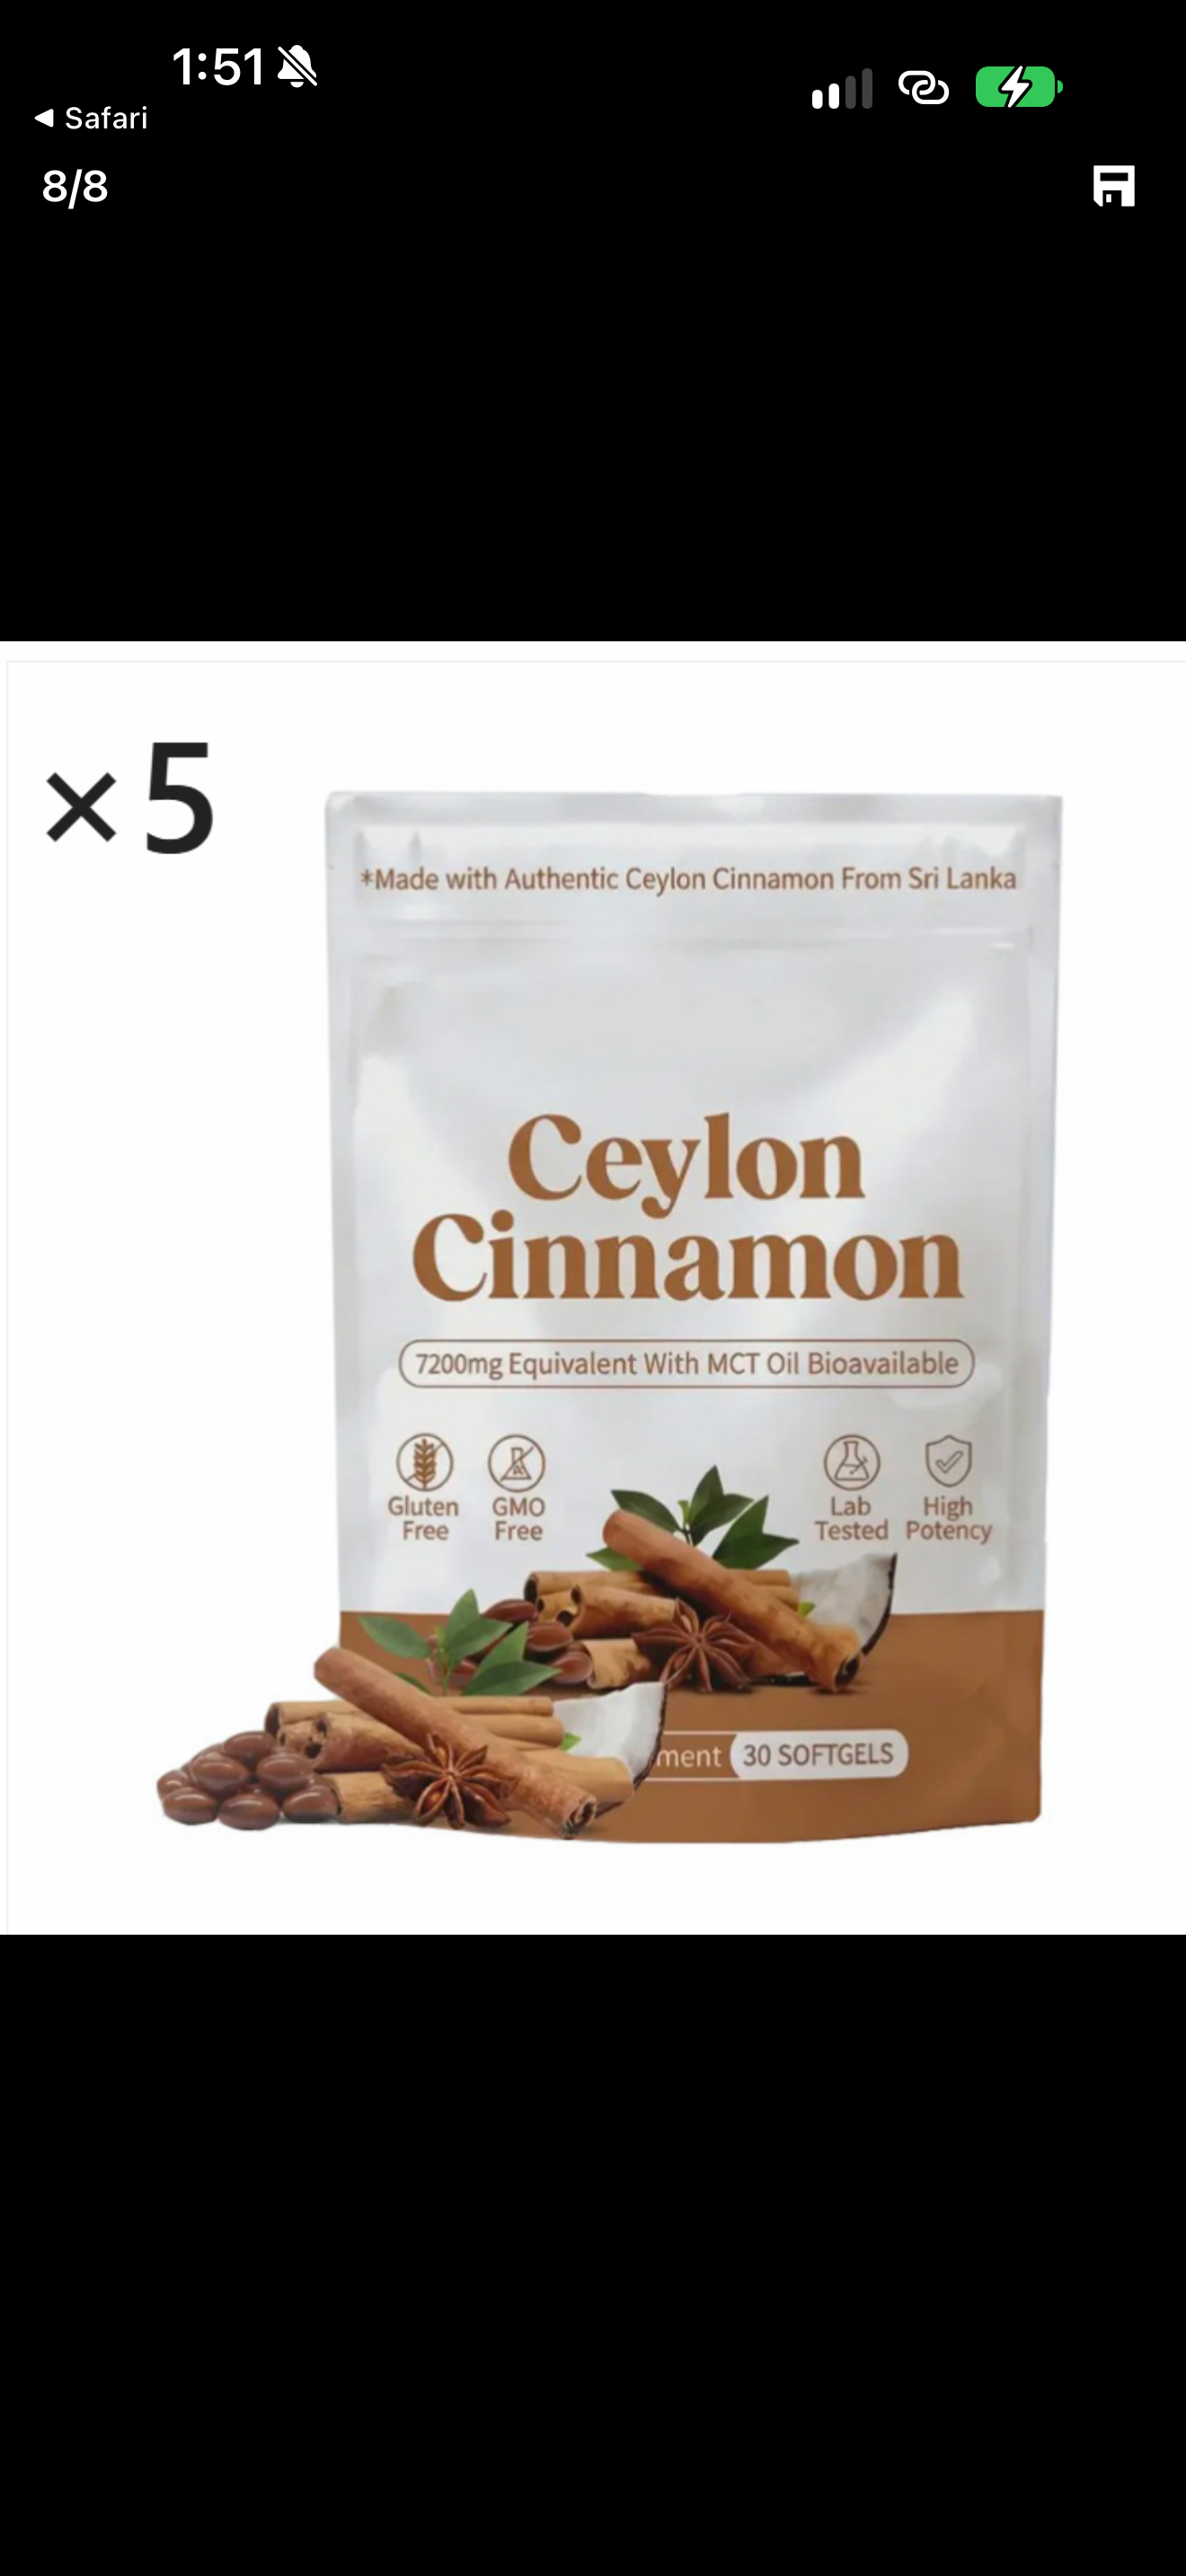 1:51
Safari
8/8
×5
*Made with Authentic Ceylon Cinnamon From Sri Lanka
Ceylon
Cinnamon
7200mg Equivalent With MCT Oil Bioavailable
Gluten
Free
GMO
Free
Lab
Tested
High
Potency
ment 30 SOFTGELS